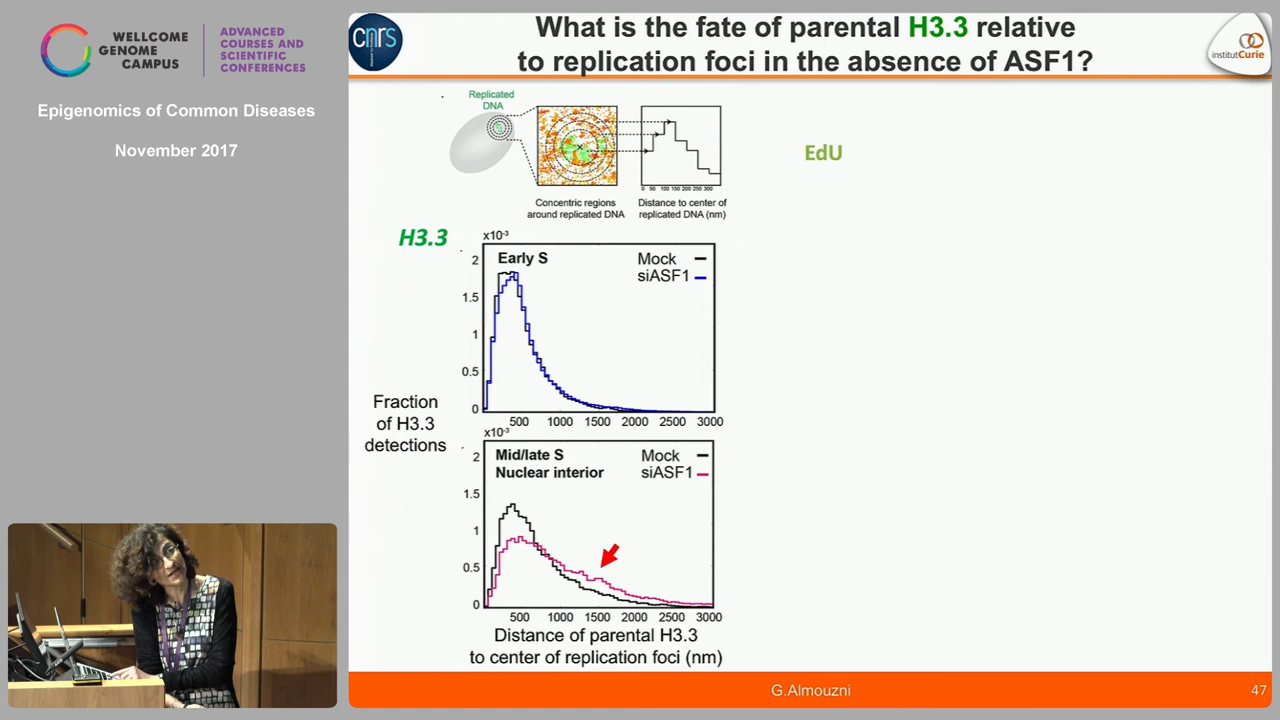 WELLCOME
GENOME
CAMPUS
ADVANCED
COURSES AND
SCIENTIFIC
CONFERENCES
Epigenomics of Common Diseases
November 2017
cnrs
What is the fate of parental H3.3 relative
to replication foci in the absence of ASF1?
institutCurie
Replicated
DNA
0 50 100 150 200 250 300
Concentric regions
around replicated DNA
Distance to center of
replicated DNA (nm)
EdU
H3.3
x10-3
Early S
Mock
siASF1
2
1.5
1
0.5
0
500 1000 1500 2000 2500 3000
Fraction
of H3.3
detections
x10-3
Mid/late S
Nuclear interior
Mock
siASF1
2
1.5
1
0.5
0
500 1000 1500 2000 2500 3000
Distance of parental H3.3
to center of replication foci (nm)
G.Almouzni
47